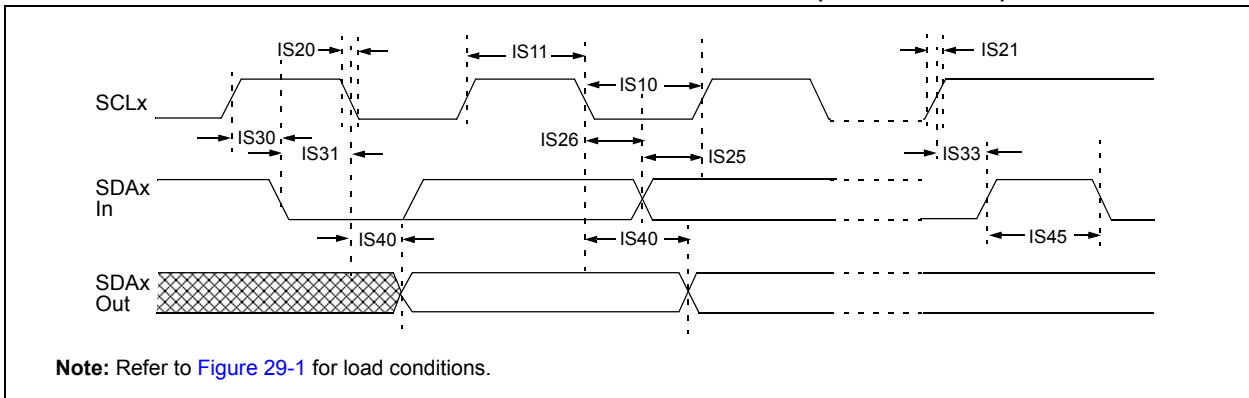 IS20
IS11
IS21
IS10
SCLx
IS30
IS26
IS31
IS25
IS33
SDAx
In
IS40
IS40
IS45
SDAx
Out
Note: Refer to Figure 29-1 for load conditions.